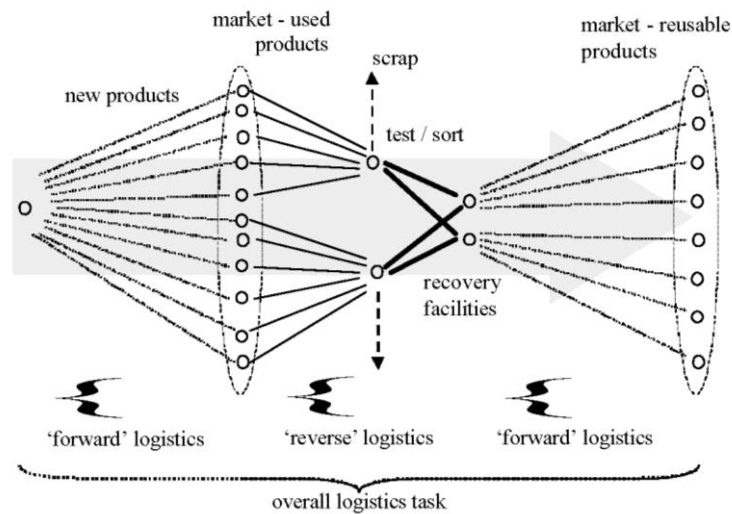 market - used
products
market - reusable
products
scrap
new products
test / sort
recovery
facilities
'forward' logistics
'reverse' logistics
'forward' logistics
overall logistics task